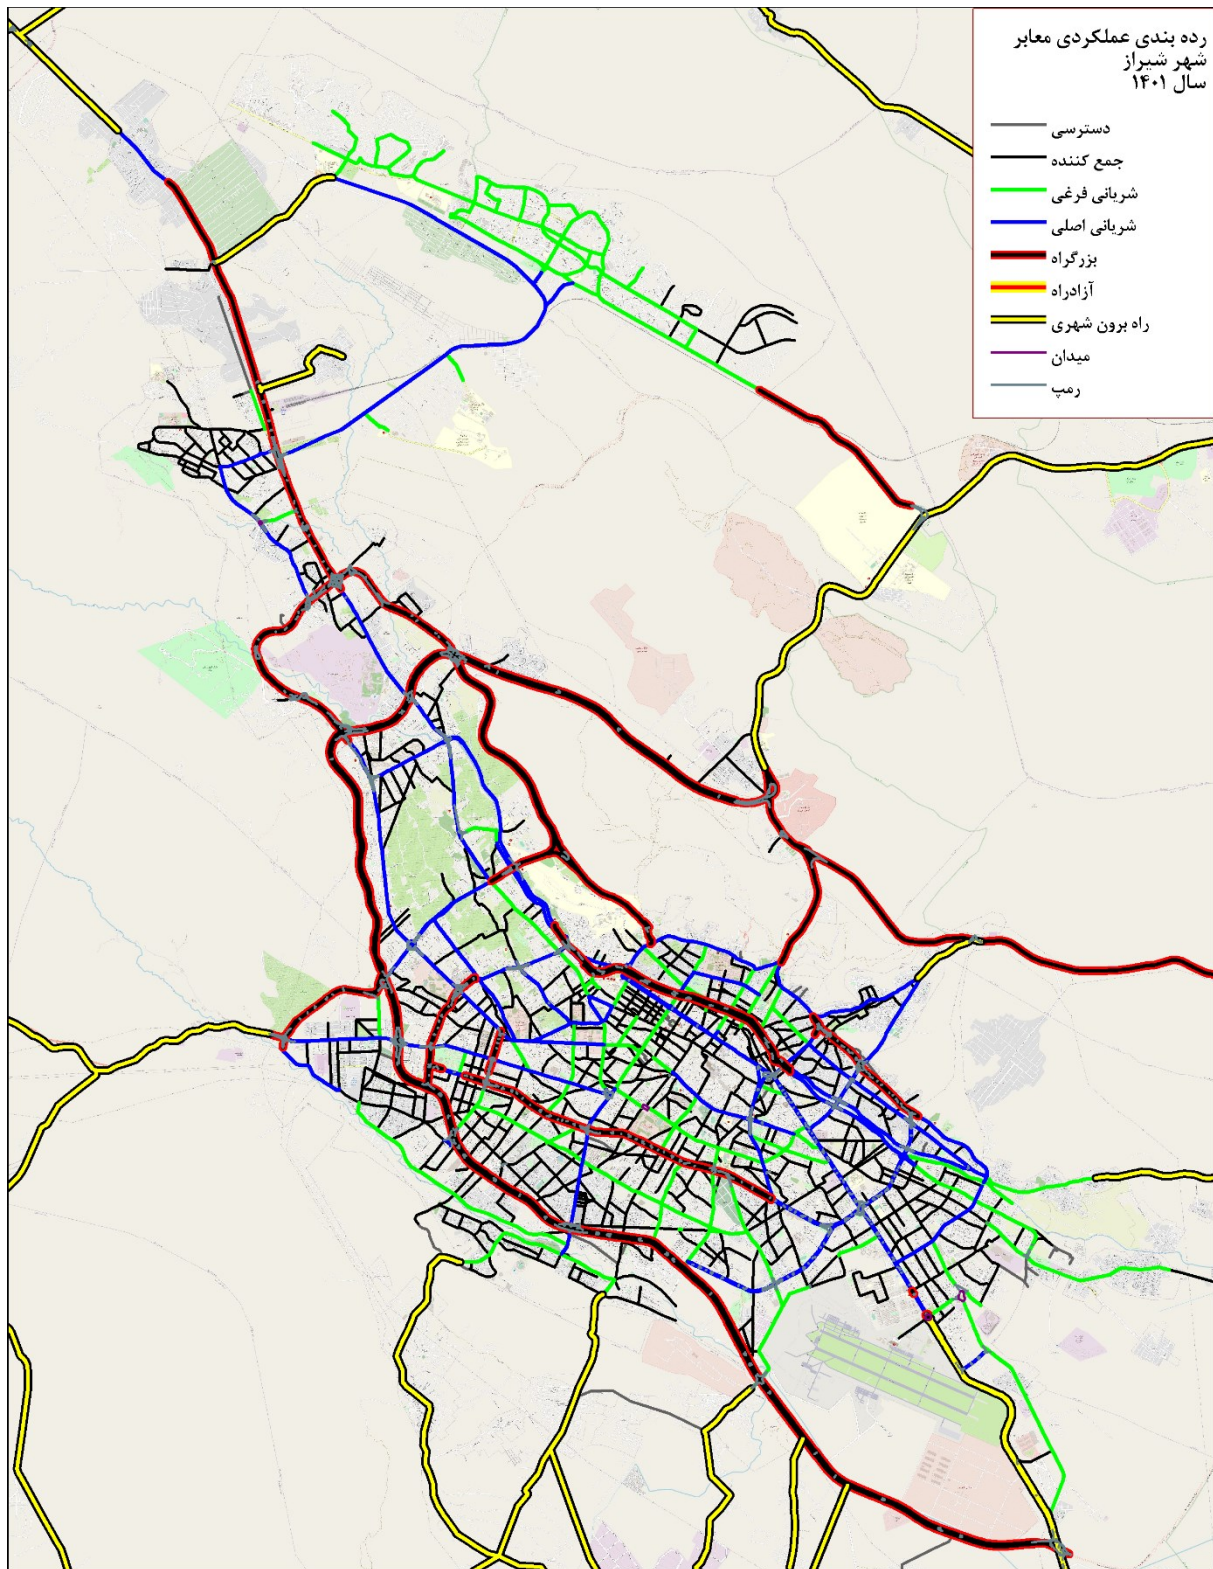 رده بندی عملکردی معابر
شهر شیراز
سال ۱۴۰۱
دسترسی
جمع کننده
شریانی فرغی
شریانی اصلی
بزرگراه
آزادراه
راه برون شهری
میدان
رمپ